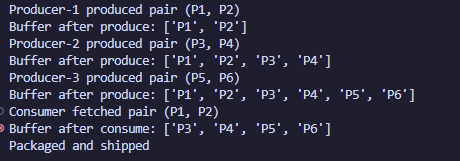 Producer-1 produced pair (P1, P2)
Buffer after produce: ['P1', 'P2']
Producer-2 produced pair (P3, P4)
Buffer after produce: ['P1', 'P2', 'P3', 'P4']
Producer-3 produced pair (P5, P6)
Buffer after produce: ['P1', 'P2', 'P3', 'P4', 'P5', 'P6']
Consumer fetched pair (P1, P2)
Buffer after consume: ['P3', 'P4', 'P5', 'P6']
Packaged and shipped